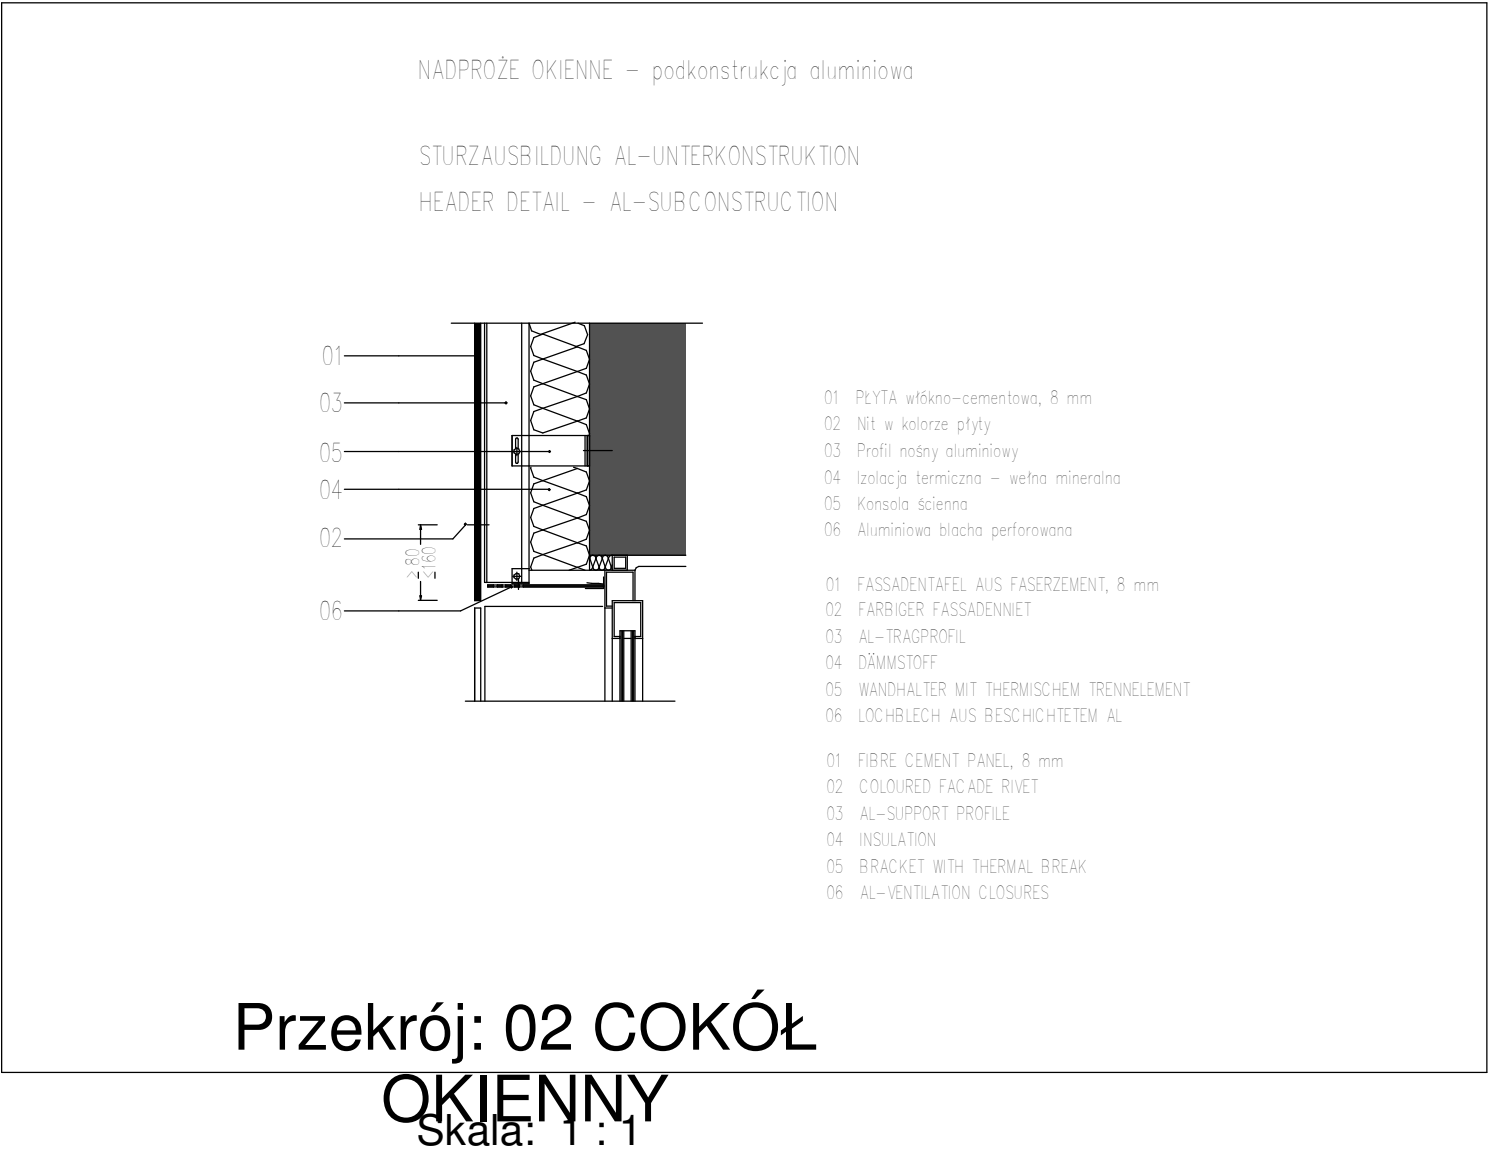 NADPROŻE OKIENNE – podkonstrukcja aluminiowa
STURZAUSBILDUNG AL–UNTERKONSTRUKTION
HEADER DETAIL – AL–SUBCONSTRUCTION
01
03
05
04
02
≥80
≤160
06
01 PŁYTA włókno–cementowa, 8 mm
02 Nit w kolorze płyty
03 Profil nośny aluminiowy
04 Izolacja termiczna – wełna mineralna
05 Konsola ścienna
06 Aluminiowa blacha perforowana
01 FASSADENTAFEL AUS FASERZEMENT, 8 mm
02 FARBIGER FASSADENNIET
03 AL–TRAGPROFIL
04 DÄMMSTOFF
05 WANDHALTER MIT THERMISCHEM TRENNELEMENT
06 LOCHBLECH AUS BESCHICHTETEM AL
01 FIBRE CEMENT PANEL, 8 mm
02 COLOURED FACADE RIVET
03 AL–SUPPORT PROFILE
04 INSULATION
05 BRACKET WITH THERMAL BREAK
06 AL–VENTILATION CLOSURES
Przekrój: 02 COKÓŁ
OKIENNY
Skala: 1 : 1